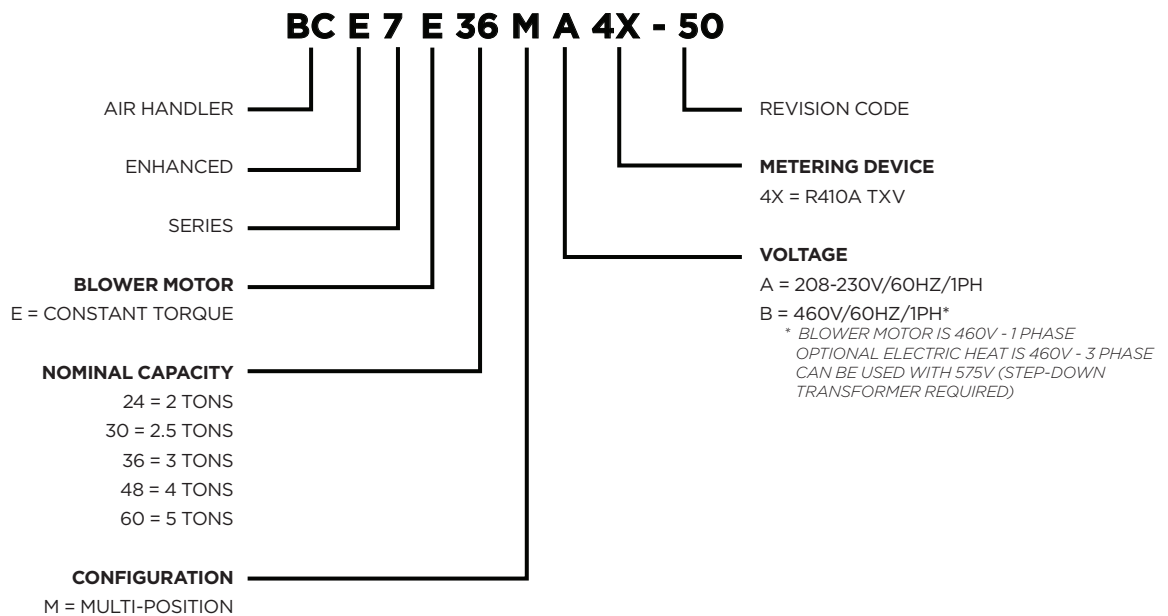 BC E 7 E 36 M A 4X - 50
AIR HANDLER
ENHANCED
SERIES
BLOWER MOTOR
E = CONSTANT TORQUE
NOMINAL CAPACITY
24 = 2 TONS
30 = 2.5 TONS
36 = 3 TONS
48 = 4 TONS
60 = 5 TONS
CONFIGURATION
M = MULTI-POSITION
REVISION CODE
METERING DEVICE
4X = R410A TXV
VOLTAGE
A = 208-230V/60HZ/1PH
B = 460V/60HZ/1PH*
* BLOWER MOTOR IS 460V - 1 PHASE
OPTIONAL ELECTRIC HEAT IS 460V - 3 PHASE
CAN BE USED WITH 575V (STEP-DOWN
TRANSFORMER REQUIRED)